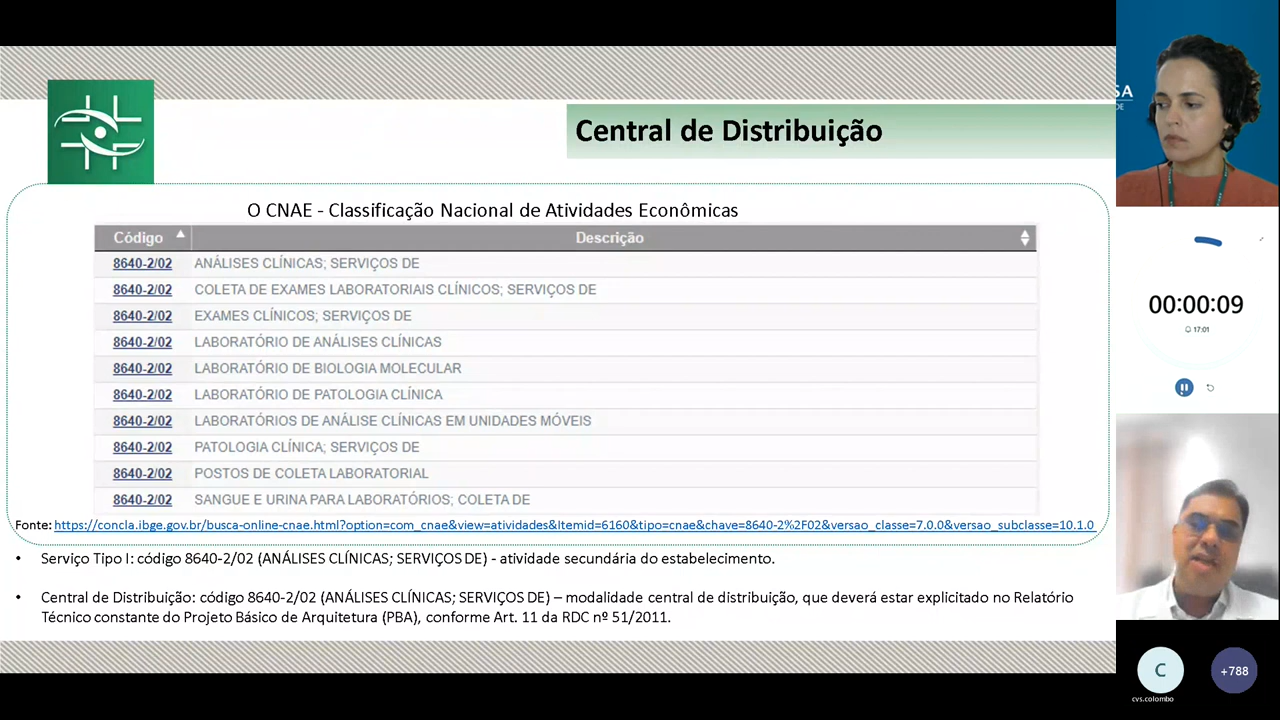 Central de Distribuição
O CNAE - Classificação Nacional de Atividades Econômicas
Código Descrição
8640-2/02 ANÁLISES CLÍNICAS; SERVIÇOS DE
8640-2/02 COLETA DE EXAMES LABORATORIAIS CLÍNICOS; SERVIÇOS DE
8640-2/02 EXAMES CLÍNICOS; SERVIÇOS DE
8640-2/02 LABORATÓRIO DE ANÁLISES CLÍNICAS
8640-2/02 LABORATÓRIO DE BIOLOGIA MOLECULAR
8640-2/02 LABORATÓRIO DE PATOLOGIA CLÍNICA
8640-2/02 LABORATÓRIOS DE ANÁLISE CLÍNICAS EM UNIDADES MÓVEIS
8640-2/02 PATOLOGIA CLÍNICA; SERVIÇOS DE
8640-2/02 POSTOS DE COLETA LABORATORIAL
8640-2/02 SANGUE E URINA PARA LABORATÓRIOS; COLETA DE
Fonte: https://concla.ibge.gov.br/busca-online-cnae.html?option=com_cnae&view=atividades&Itemid=6160&tipo=cnae&chave=8640-2%2F02&versao_classe=7.0.0&versao_subclasse=10.1.0
• Serviço Tipo I: código 8640-2/02 (ANÁLISES CLÍNICAS; SERVIÇOS DE) - atividade secundária do estabelecimento.
• Central de Distribuição: código 8640-2/02 (ANÁLISES CLÍNICAS; SERVIÇOS DE) – modalidade central de distribuição, que deverá estar explicitado no Relatório
Técnico constante do Projeto Básico de Arquitetura (PBA), conforme Art. 11 da RDC nº 51/2011.
SA
DE
00:00:09
17:01
C
+788
cvs.colombo